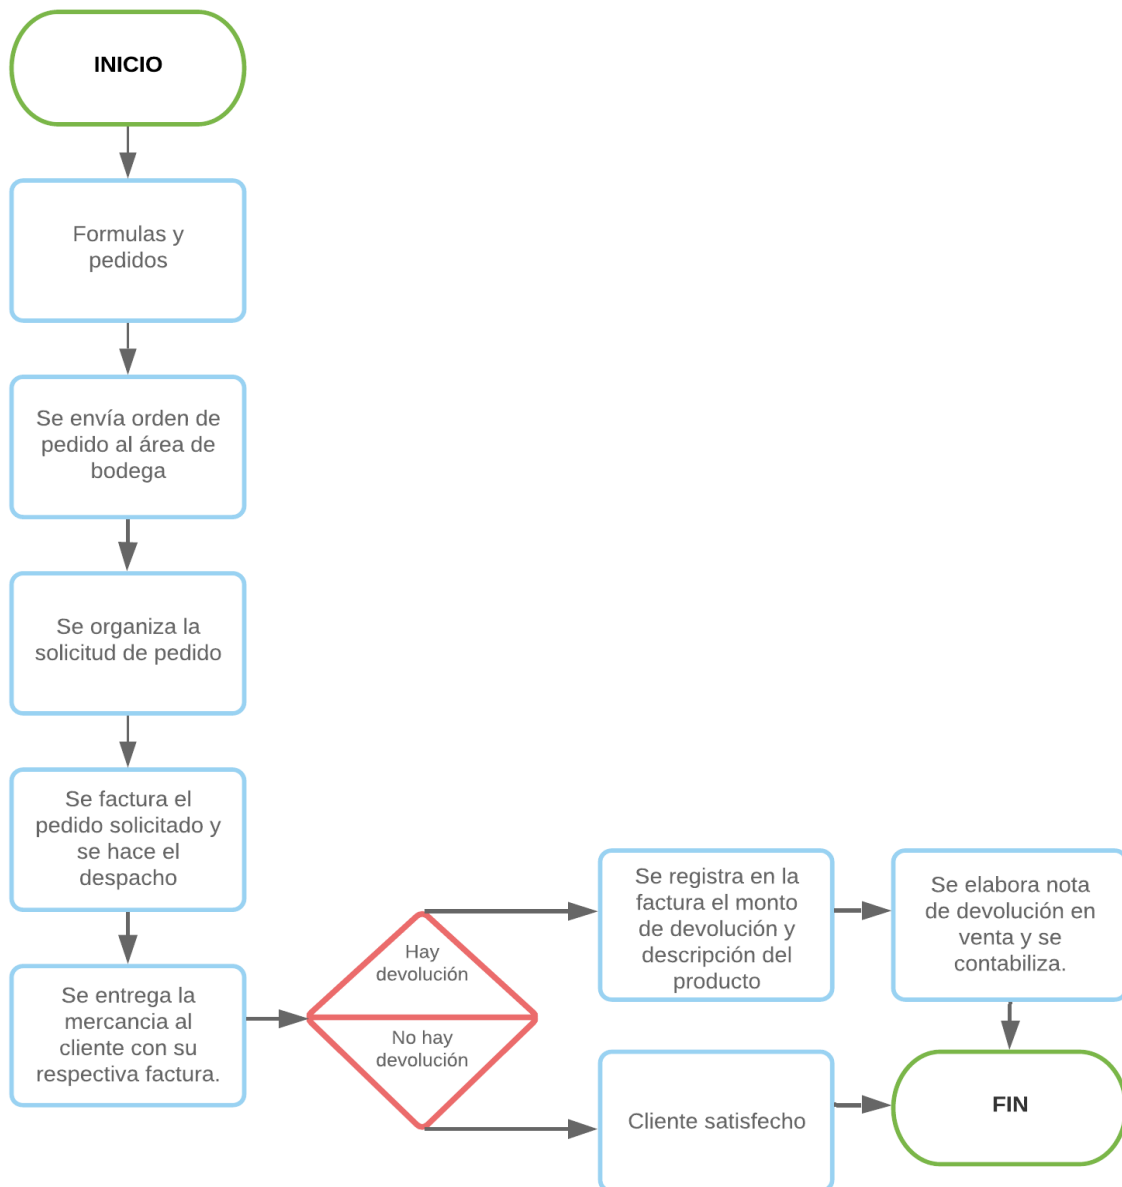 INICIO
Formulas y
pedidos
Se envía orden de
pedido al área de
bodega
Se organiza la
solicitud de pedido
Se factura el
pedido solicitado y
se hace el
despacho
Se entrega la
mercancia al
cliente con su
respectiva factura.
Hay
devolución
No hay
devolución
Se registra en la
factura el monto
de devolución y
descripción del
producto
Se elabora nota
de devolución en
venta y se
contabiliza.
Cliente satisfecho
FIN